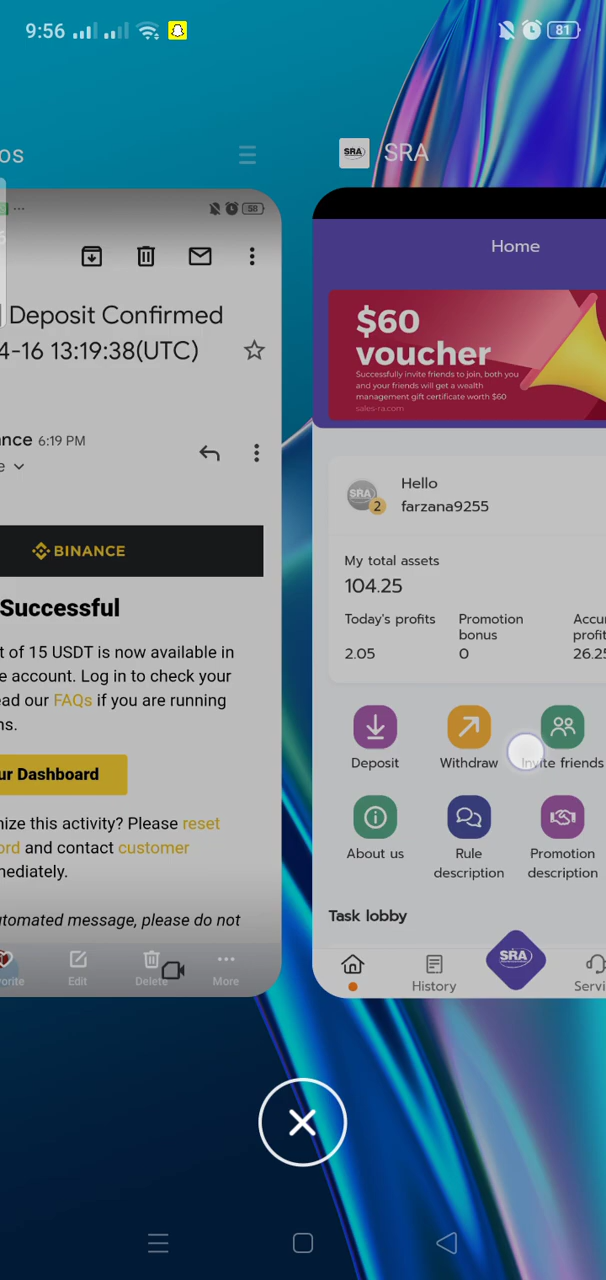 9:56
81
os
SRA
SRA
58
Deposit Confirmed
4-16 13:19:38(UTC)
ance 6:19 PM
e
BINANCE
Successful
t of 15 USDT is now available in
e account. Log in to check your
ead our FAQs if you are running
ns.
ur Dashboard
nize this activity? Please reset
ord and contact customer
mediately.
utomated message, please do not
orite
Edit
Delete
More
Home
$60
voucher
Successfully invite friends to join, both you
and your friends will get a wealth
management gift certificate worth $60
sales-ra.com
SRA
2
Hello
farzana9255
My total assets
104.25
Today's profits
Promotion
bonus
Accu
profit
2.05
0
26.25
Deposit
Withdraw
Invite friends
About us
Rule
description
Promotion
description
Task lobby
SRA
History
Servi